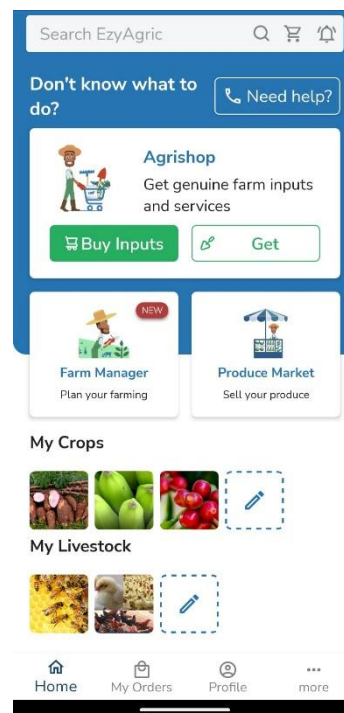 Search EzyAgric
Don't know what to
do?
Need help?
Agrishop
Get genuine farm inputs
and services
Buy Inputs
Get
NEW
Farm Manager
Plan your farming
Produce Market
Sell your produce
My Crops
My Livestock
Home
My Orders
Profile
more